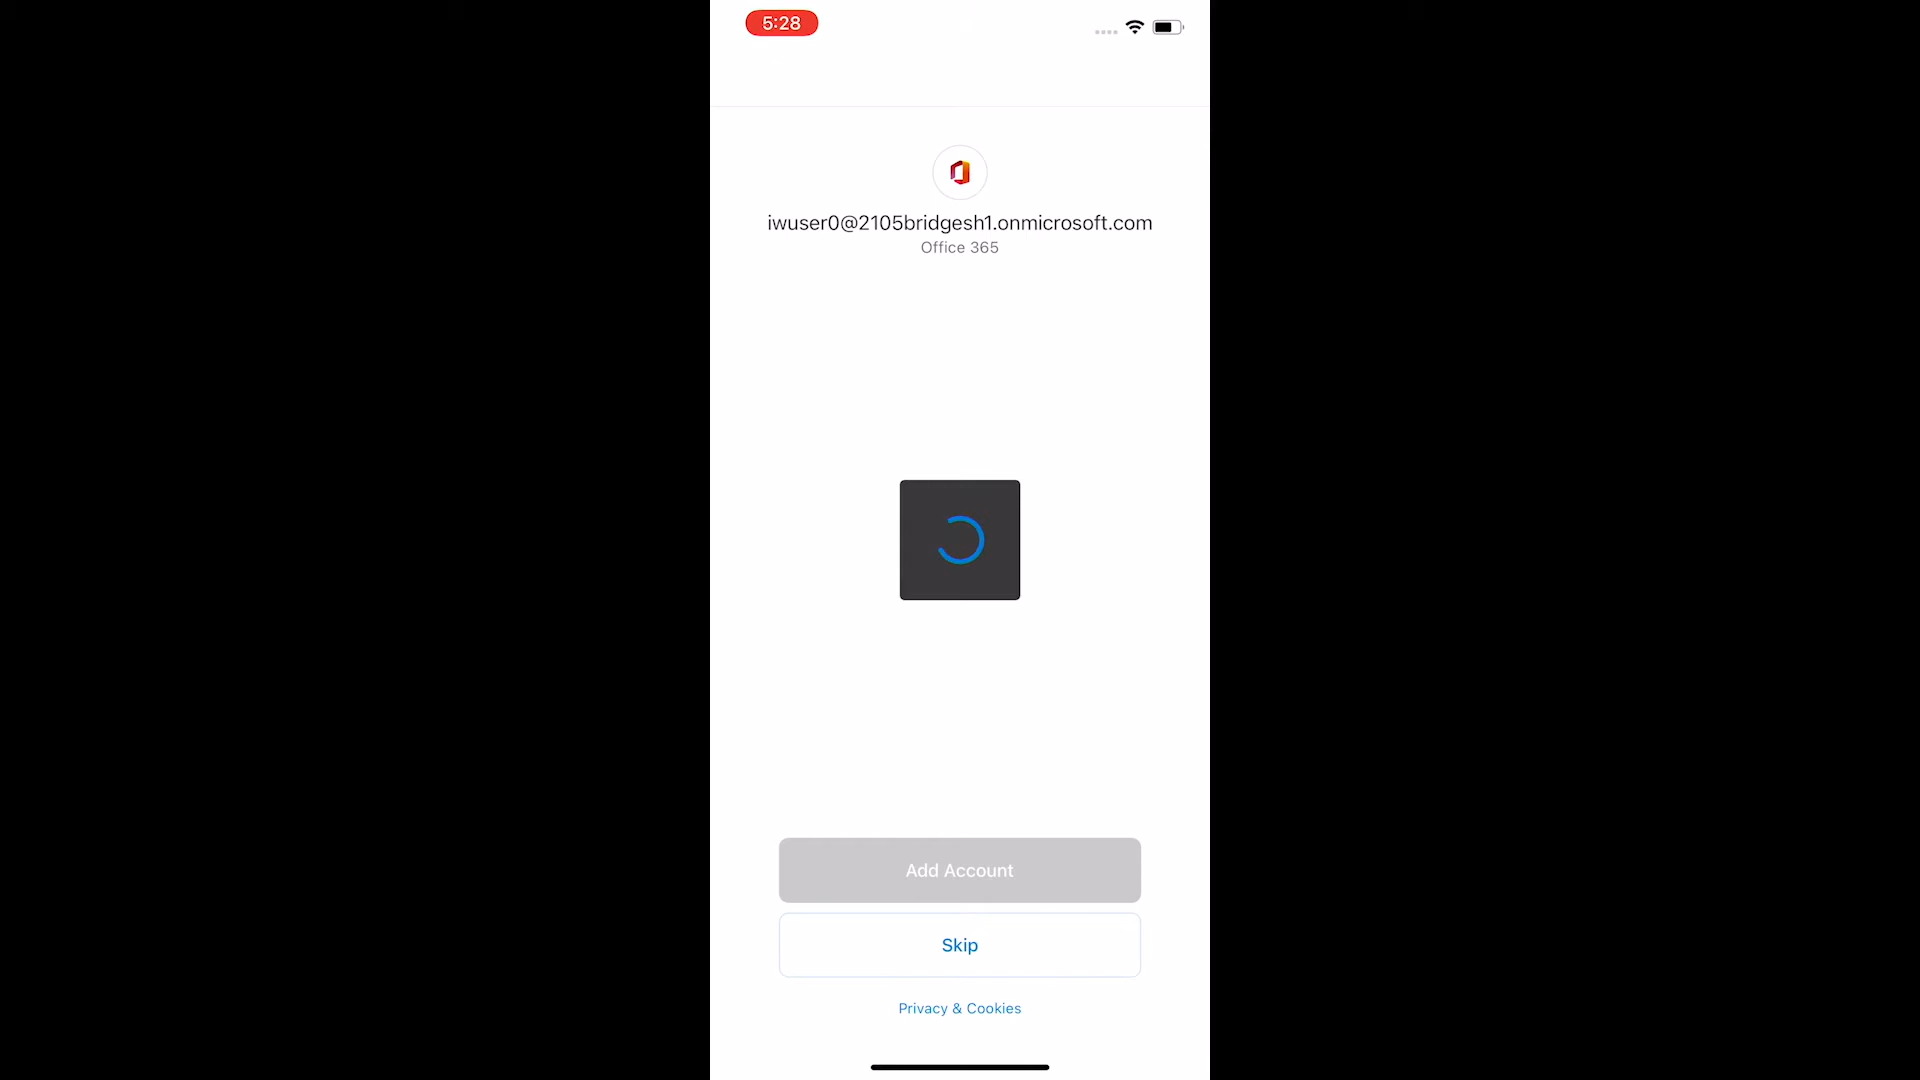 5:28
iwuser0@2105bridgesh1.onmicrosoft.com
Office 365
Add Account
Skip
Privacy & Cookies